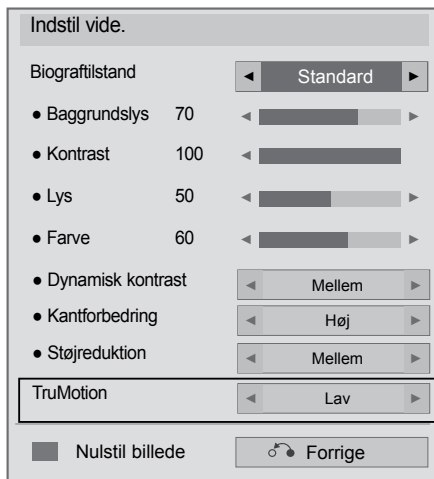 Indstil vide.
Biograftilstand ◄ Standard ►
● Baggrundslys 70 ◄ ►
● Kontrast 100 ◄
● Lys 50 ◄ ►
● Farve 60 ◄ ►
● Dynamisk kontrast ◄ Mellem ►
● Kantforbedring ◄ Høj ►
● Støjreduktion ◄ Mellem ►
TruMotion ◄ Lav ►
Nulstil billede Forrige